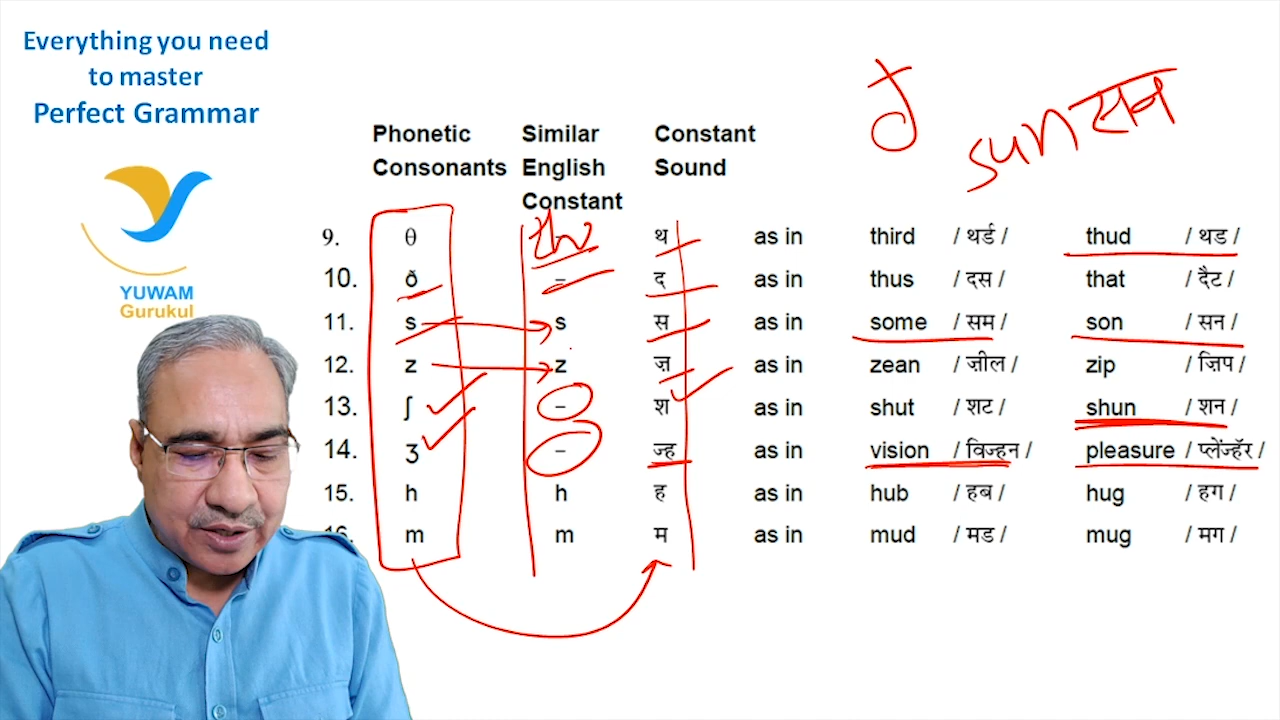 Everything you need
to master
Perfect Grammar
YUWAM
Gurukul
ð
sun सन
Phonetic Consonants Similar English Constant Constant Sound
9. θ th थ as in third / थर्ड / thud / थड /
10. ð – द as in thus / दस / that / दैट /
11. s s स as in some / सम / son / सन /
12. z z ज़ as in zean / ज़ील / zip / ज़िप /
13. ʃ – श as in shut / शट / shun / शन /
14. ʒ – ज्ह as in vision / विज्हन / pleasure / प्लेंज्हॅर /
15. h h ह as in hub / हब / hug / हग /
16. m m म as in mud / मड / mug / मग /